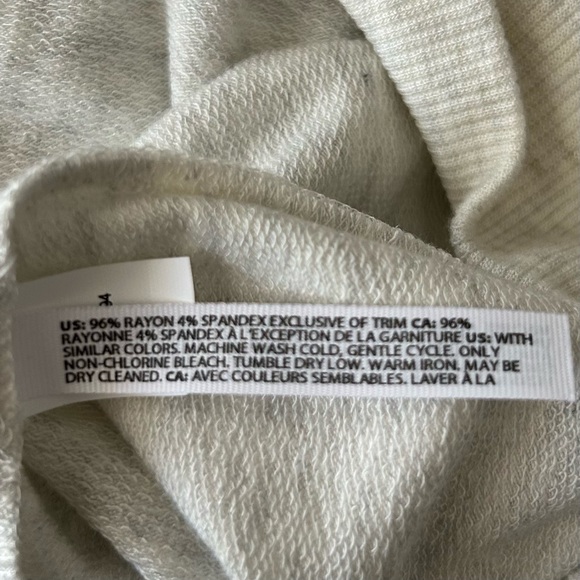 US: 96% RAYON 4% SPANDEX EXCLUSIVE OF TRIM CA: 96%
RAYONNE 4% SPANDEX À L'EXCEPTION DE LA GARNITURE US: WITH
SIMILAR COLORS. MACHINE WASH COLD, GENTLE CYCLE. ONLY
NON-CHLORINE BLEACH. TUMBLE DRY LOW. WARM IRON. MAY BE
DRY CLEANED. CA: AVEC COULEURS SEMBLABLES. LAVER À LA